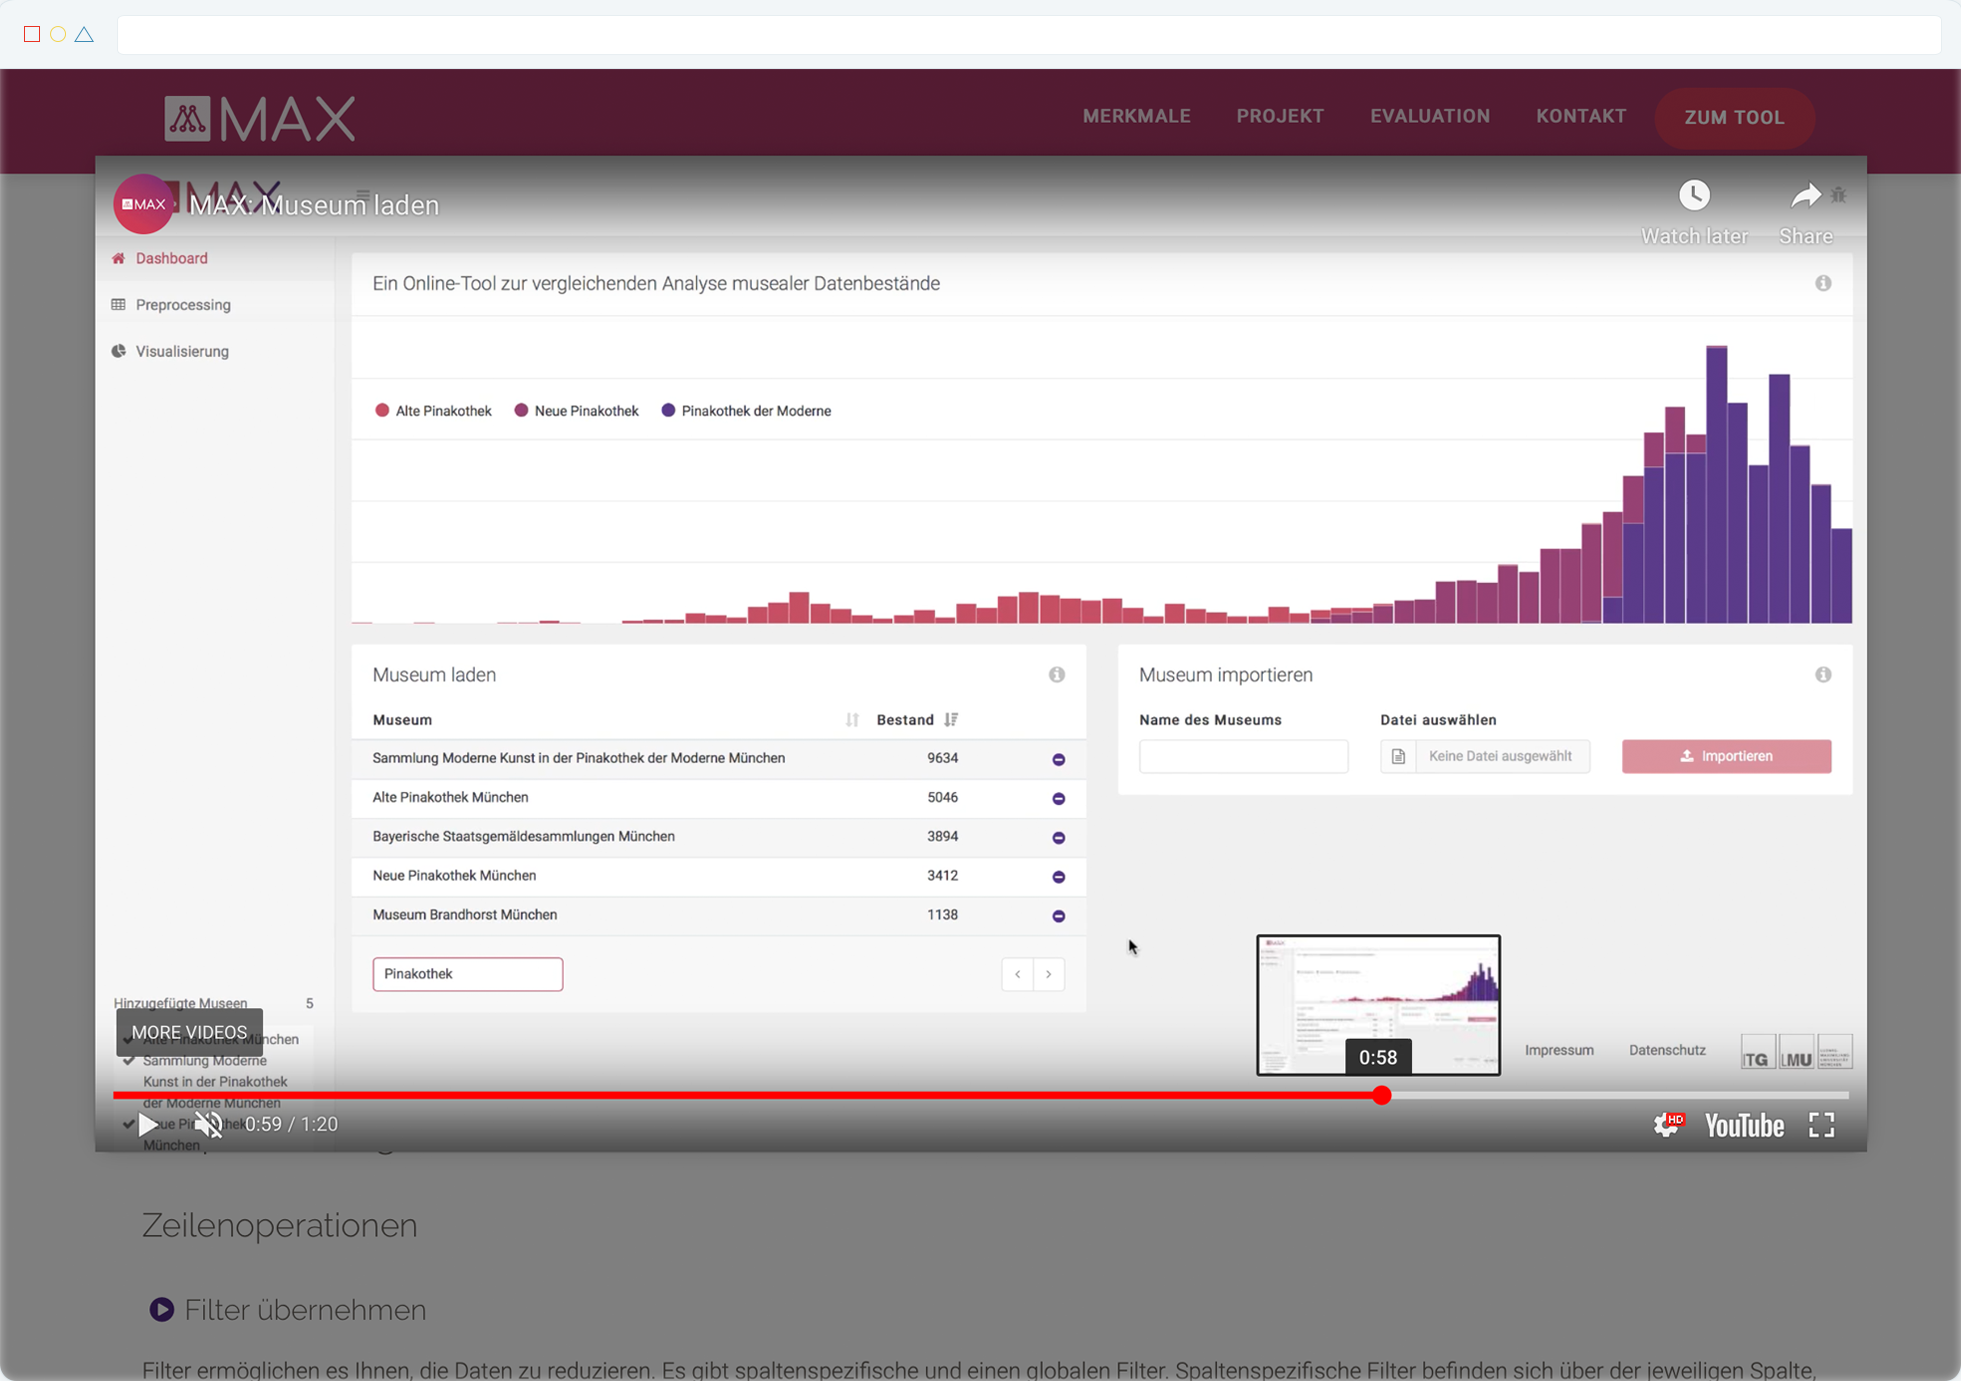 MAX
MERKMALE PROJEKT EVALUATION KONTAKT ZUM TOOL
MAX
MAX MAX: Museum laden
Watch later Share
Dashboard
Preprocessing
Visualisierung
Ein Online-Tool zur vergleichenden Analyse musealer Datenbestände
Alte Pinakothek Neue Pinakothek Pinakothek der Moderne
Museum laden
Museum Bestand
Sammlung Moderne Kunst in der Pinakothek der Moderne München 9634
Alte Pinakothek München 5046
Bayerische Staatsgemäldesammlungen München 3894
Neue Pinakothek München 3412
Museum Brandhorst München 1138
Pinakothek
Museum importieren
Name des Museums Datei auswählen
Keine Datei ausgewählt Importieren
Hinzugefügte Museen 5
MORE VIDEOS
Alte Pinakothek München
Sammlung Moderne
Kunst in der Pinakothek
der Moderne München
München
0:58
Impressum Datenschutz ITG LMU
0:59 / 1:20
HD YouTube
Zeilenoperationen
Filter übernehmen
Filter ermöglichen es Ihnen, die Daten zu reduzieren. Es gibt spaltenspezifische und einen globalen Filter. Spaltenspezifische Filter befinden sich über der jeweiligen Spalte,